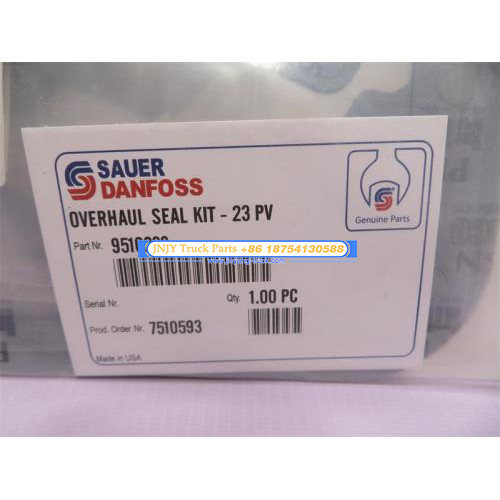 SAUER
DANFOSS
Genuine Parts
OVERHAUL SEAL KIT - 23 PV
Part Nr.
JNJY Truck Parts +86 18754130588
Serial Nr.
Qty. 1.00 PC
Prod. Order Nr. 7510593
Made in USA